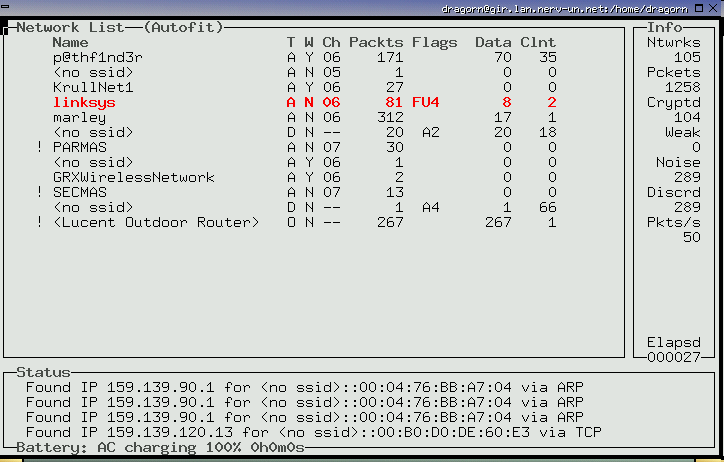 dragorn@gir.lan.nerv-un.net:/home/dragorn
Network List—(Autofit)
Name T W Ch Packts Flags Data Clnt
p@thf1nd3r A Y 06 171 70 35
<no ssid> A N 05 1 0 0
KrullNet1 A Y 06 27 0 0
linksys A N 06 81 FU4 8 2
marley A N 06 312 17 1
<no ssid> D N -- 20 A2 20 18
! PARMAS A N 07 30 0 0
<no ssid> A Y 06 1 0 0
GRXWirelessNetwork A Y 06 2 0 0
! SECMAS A N 07 13 0 0
<no ssid> D N -- 1 A4 1 66
! <Lucent Outdoor Router> O N -- 267 267 1
Info
Ntwrks
105
Pckets
1258
Cryptd
104
Weak
0
Noise
289
Discrd
289
Pkts/s
50
Elapsd
000027
Status
Found IP 159.139.90.1 for <no ssid>::00:04:76:BB:A7:04 via ARP
Found IP 159.139.90.1 for <no ssid>::00:04:76:BB:A7:04 via ARP
Found IP 159.139.90.1 for <no ssid>::00:04:76:BB:A7:04 via ARP
Found IP 159.139.120.13 for <no ssid>::00:B0:D0:DE:60:E3 via TCP
Battery: AC charging 100% 0h0m0s